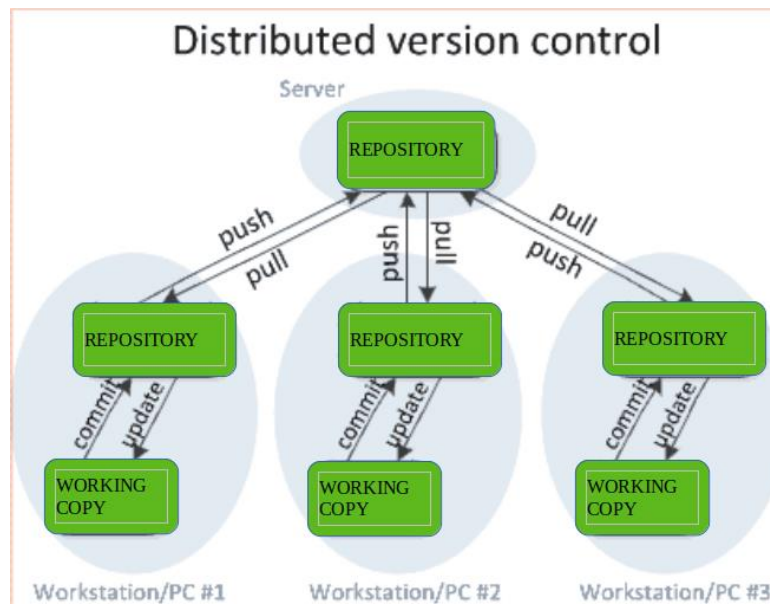 Distributed version control
Server
REPOSITORY
push
pull
push
pull
pull
push
REPOSITORY
REPOSITORY
REPOSITORY
commit
update
commit
update
commit
update
WORKING
COPY
WORKING
COPY
WORKING
COPY
Workstation/PC #1
Workstation/PC #2
Workstation/PC #3